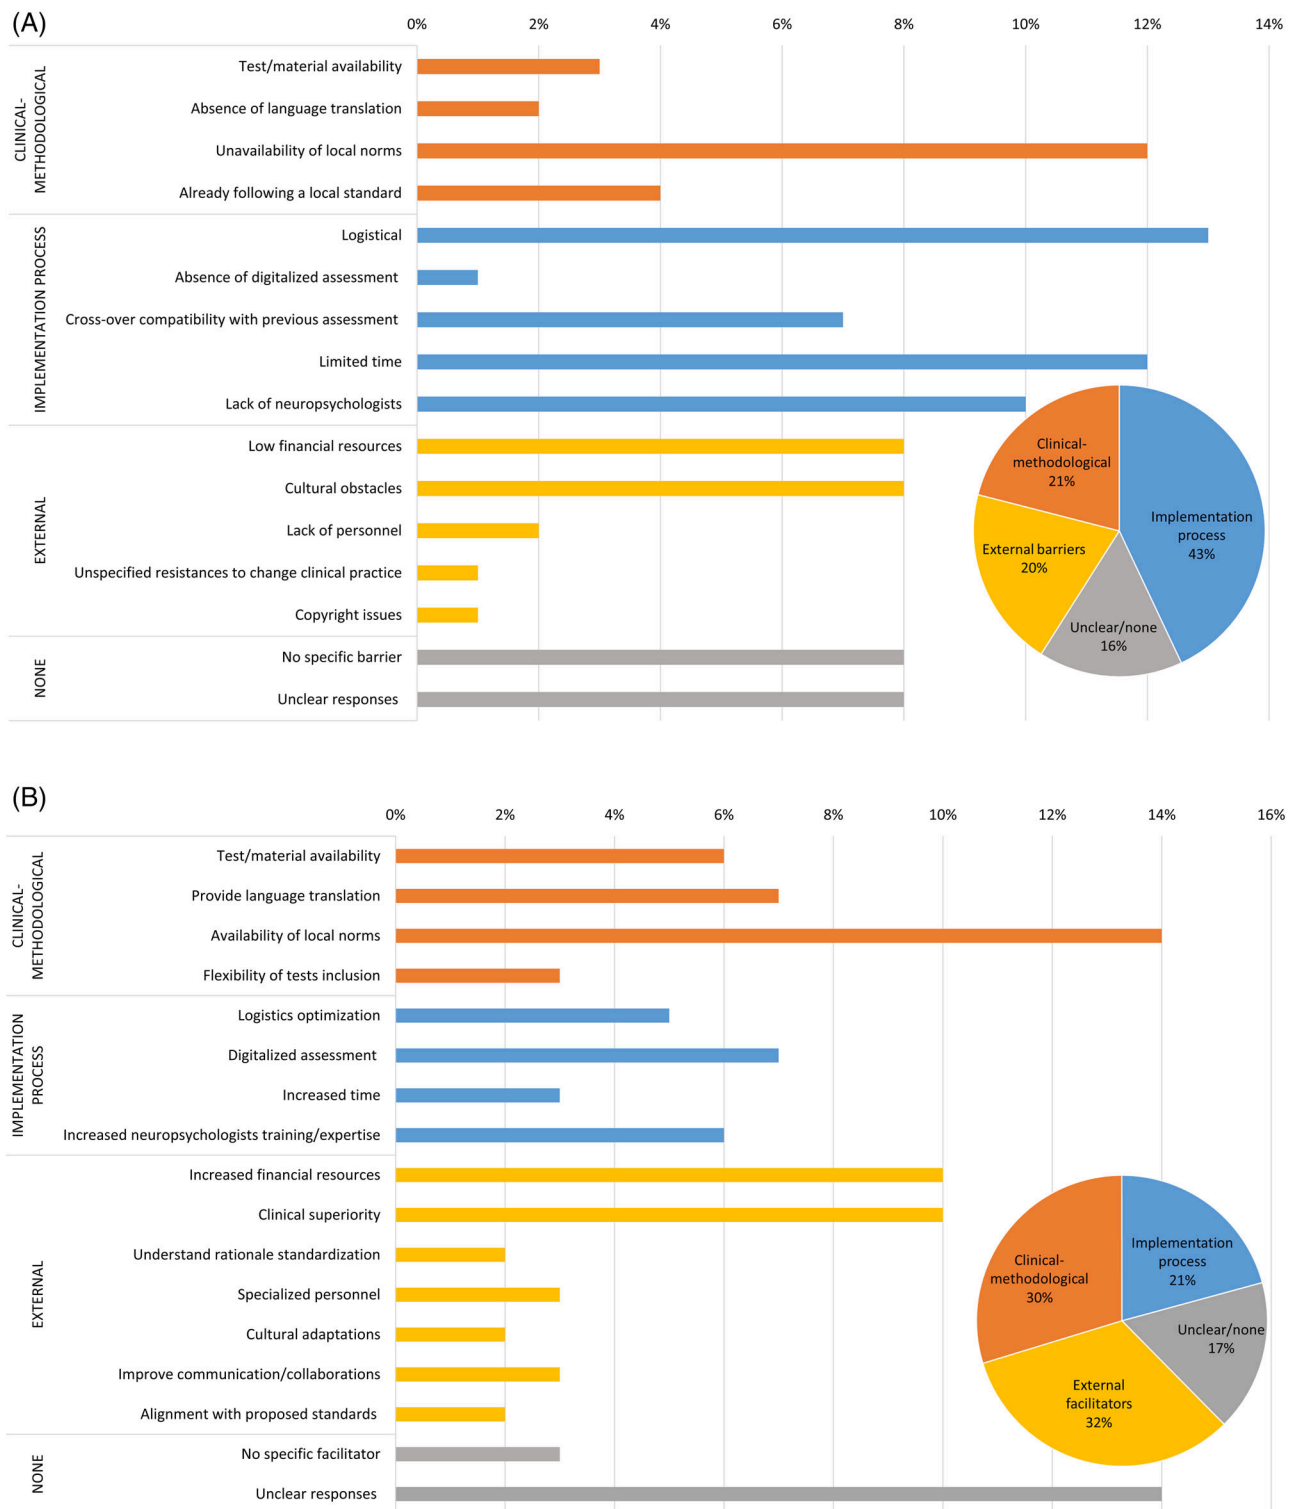 (A)
0% 2% 4% 6% 8% 10% 12% 14%
CLINICAL-
METHODOLOGICAL
Test/material availability
Absence of language translation
Unavailability of local norms
Already following a local standard
IMPLEMENTATION PROCESS
Logistical
Absence of digitalized assessment
Cross-over compatibility with previous assessment
Limited time
Lack of neuropsychologists
EXTERNAL
Low financial resources
Cultural obstacles
Lack of personnel
Unspecified resistances to change clinical practice
Copyright issues
NONE
No specific barrier
Unclear responses
Clinical-
methodological
21%
Implementation
process
43%
External barriers
20%
Unclear/none
16%
(B)
0% 2% 4% 6% 8% 10% 12% 14% 16%
CLINICAL-
METHODOLOGICAL
Test/material availability
Provide language translation
Availability of local norms
Flexibility of tests inclusion
IMPLEMENTATION
PROCESS
Logistics optimization
Digitalized assessment
Increased time
Increased neuropsychologists training/expertise
EXTERNAL
Increased financial resources
Clinical superiority
Understand rationale standardization
Specialized personnel
Cultural adaptations
Improve communication/collaborations
Alignment with proposed standards
NONE
No specific facilitator
Unclear responses
Implementation
process
21%
Clinical-
methodological
30%
Unclear/none
17%
External
facilitators
32%